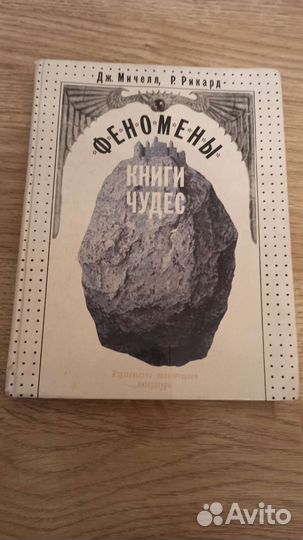 Дж. Мичелл, Р. Рикард
ФЕНОМЕНЫ
КНИГИ
ЧУДЕС
Avito